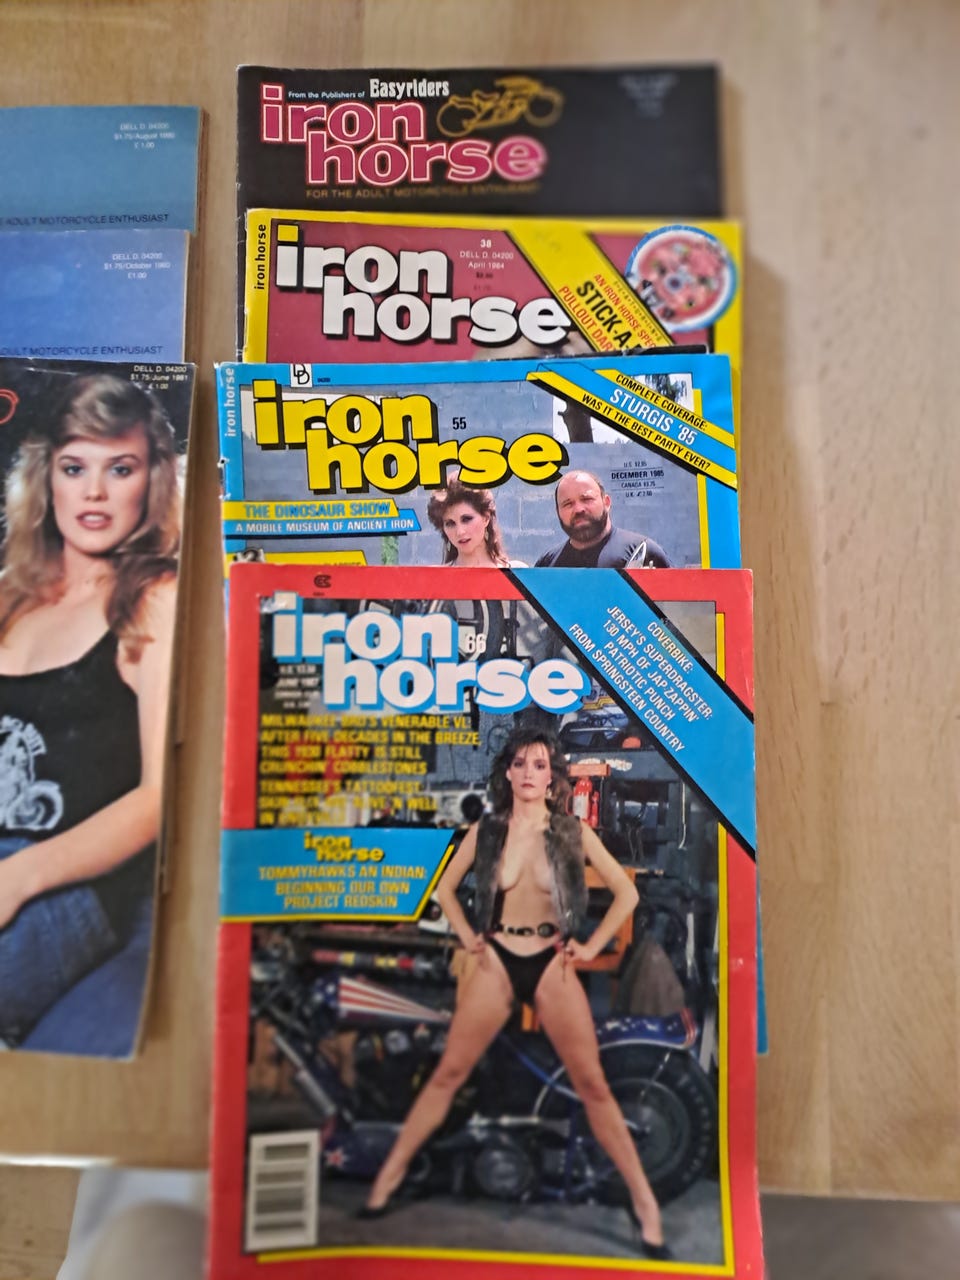 DELL D. 04200
$1.75/August 1980
£1.00
ADULT MOTORCYCLE ENTHUSIAST
DELL D. 04200
$1.75/October 1980
£1.00
ADULT MOTORCYCLE ENTHUSIAST
DELL D. 04200
$1.75/June 1981
£1.00
From the Publishers of Easyriders
iron
horse
FOR THE ADULT MOTORCYCLE ENTHUSIAST
iron horse
iron
horse
38
DELL D. 04200
April 1984
AN IRON HORSE
STICK-A
PULLOUT
iron horse
iron
horse
55
COMPLETE COVERAGE:
STURGIS '85
WAS IT THE BEST PARTY EVER?
DECEMBER 1985
THE DINOSAUR SHOW
A MOBILE MUSEUM OF ANCIENT IRON
iron
horse
66
COVERBIKE:
JERSEY'S SUPERDRAGSTER:
130 MPH OF JAP-ZAPPIN'
PATRIOTIC PUNCH
FROM SPRINGSTEEN COUNTRY
MILWAUKEE BRO'S VENERABLE VL:
AFTER FIVE DECADES IN THE BREEZE,
THIS 1930 FLATTY IS STILL
CRUNCHIN' COBBLESTONES
TENNESSEE'S TATTOOFEST:
iron
horse
TOMMYHAWKS AN INDIAN:
BEGINNING OUR OWN
PROJECT REDSKIN